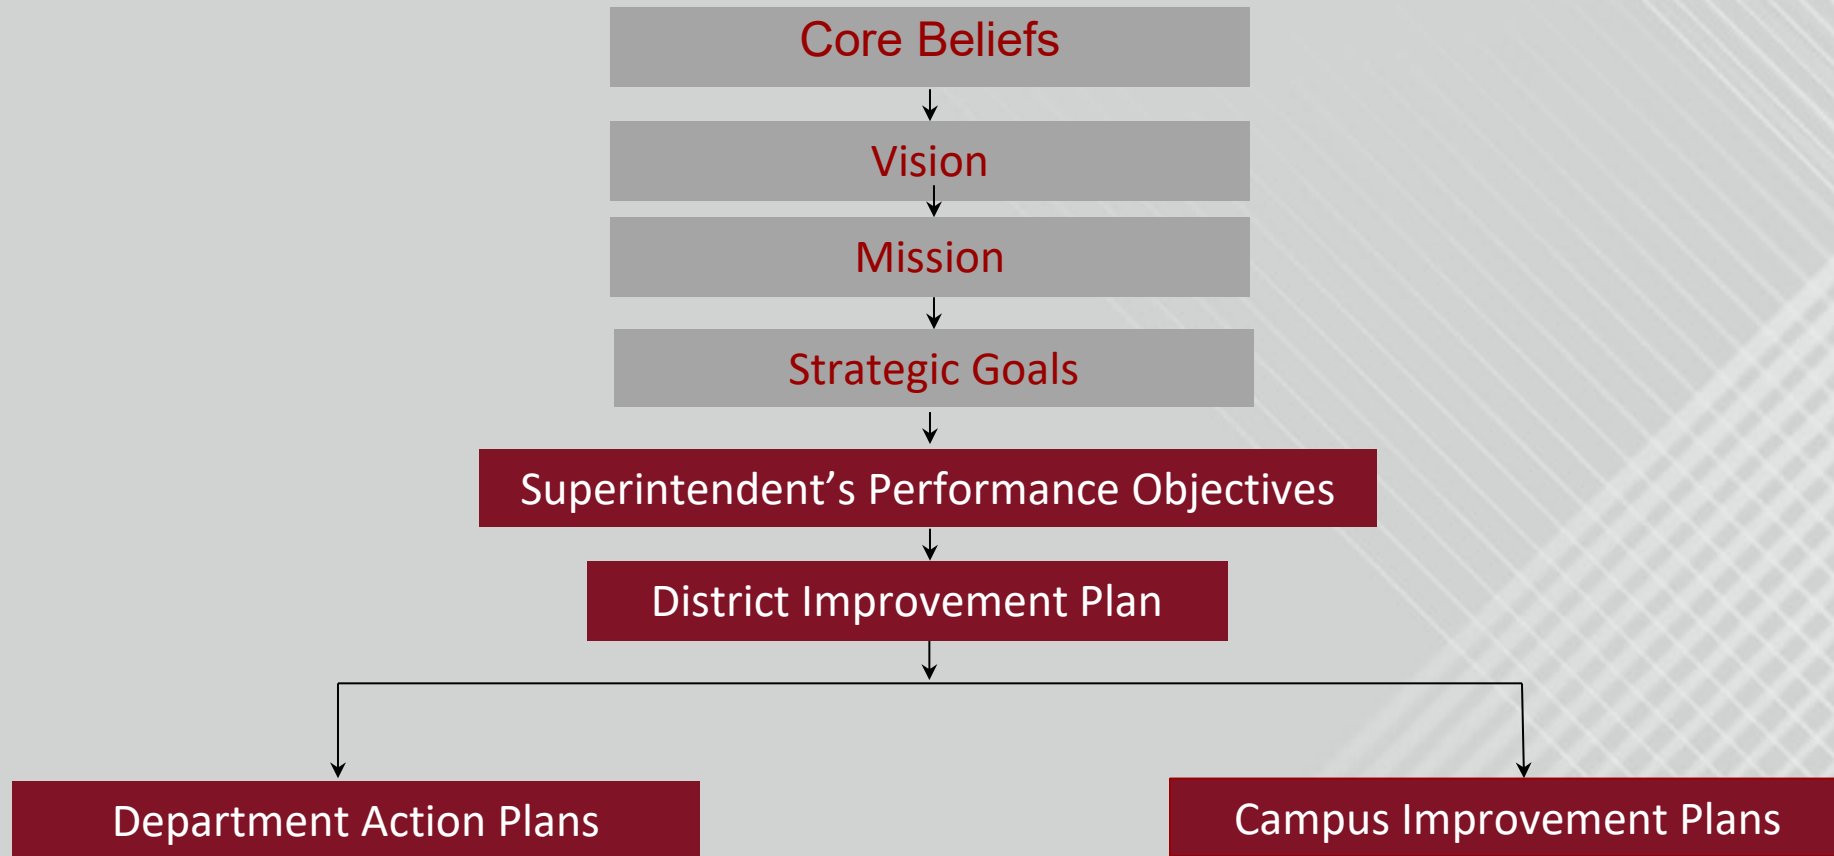 Core Beliefs
Vision
Mission
Strategic Goals
Superintendent’s Performance Objectives
District Improvement Plan
Department Action Plans
Campus Improvement Plans